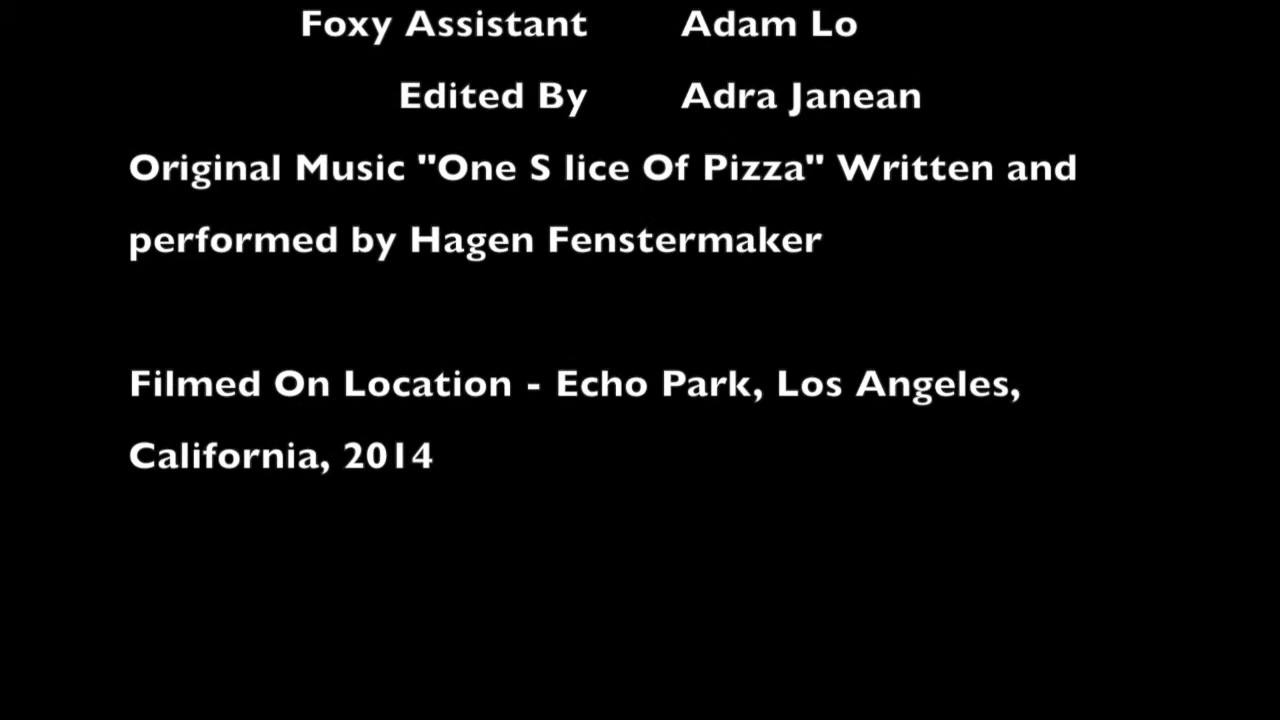 Foxy Assistant Adam Lo
Edited By Adra Janean
Original Music "One S lice Of Pizza" Written and
performed by Hagen Fenstermaker
Filmed On Location - Echo Park, Los Angeles,
California, 2014